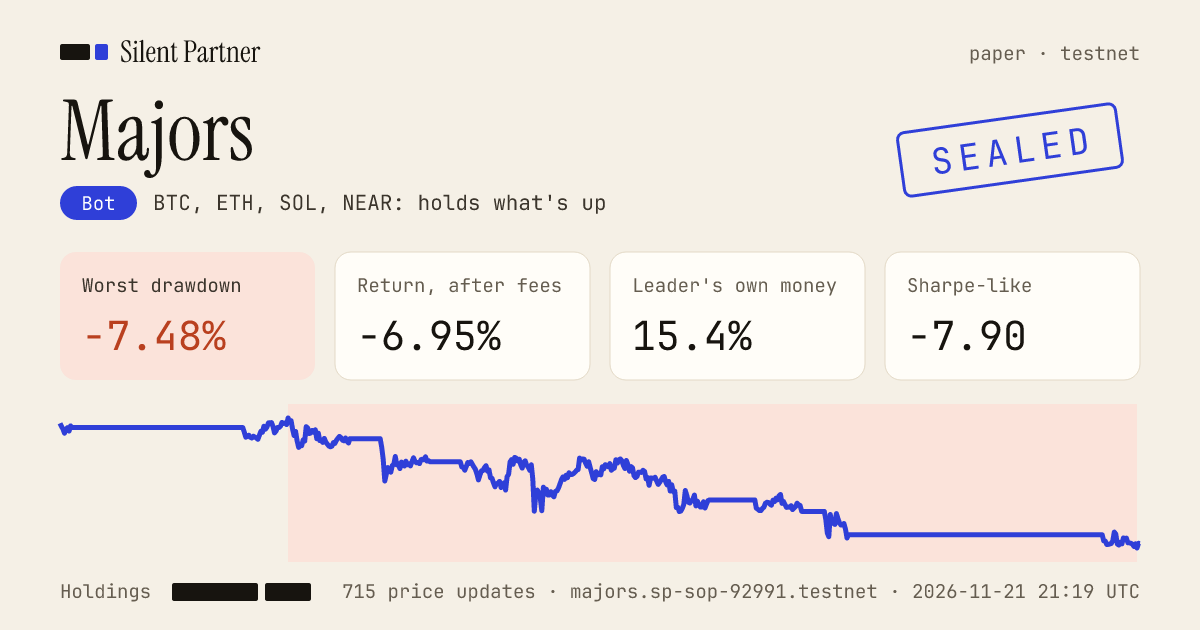 Silent Partner
paper · testnet
Majors
SEALED
Bot BTC, ETH, SOL, NEAR: holds what's up
Worst drawdown
-7.48%
Return, after fees
-6.95%
Leader's own money
15.4%
Sharpe-like
-7.90
Holdings
715 price updates · majors.sp-sop-92991.testnet · 2026-11-21 21:19 UTC